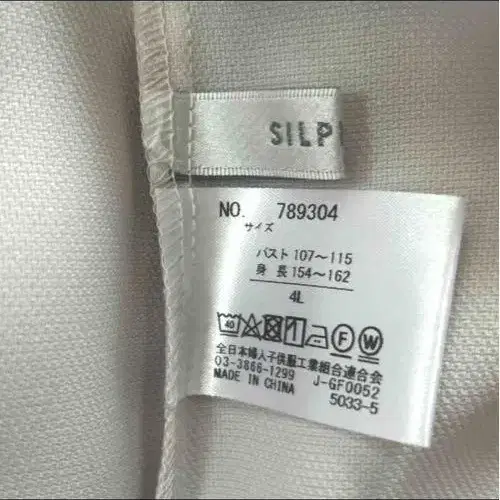 SILP
NO. 789304
サイズ
バスト 107～115
身 長 154～162
4L
40 F W
全日本婦人子供服工業組合連合会
03-3866-1299 J-GF0052
MADE IN CHINA 5033-5